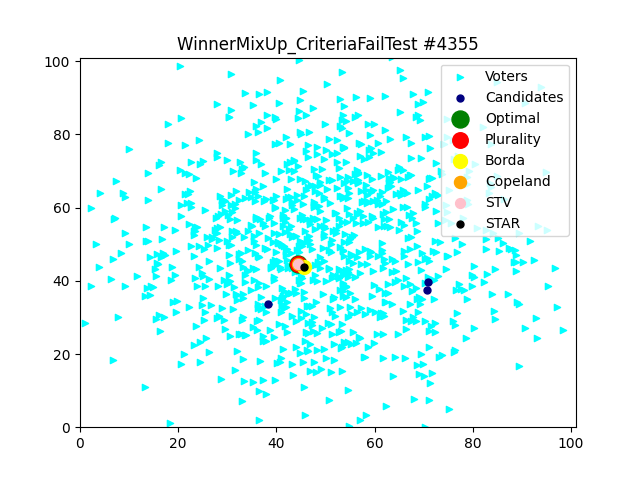 WinnerMixUp_CriteriaFailTest #4355
100
80
60
40
20
0
0 20 40 60 80 100
Voters
Candidates
Optimal
Plurality
Borda
Copeland
STV
STAR